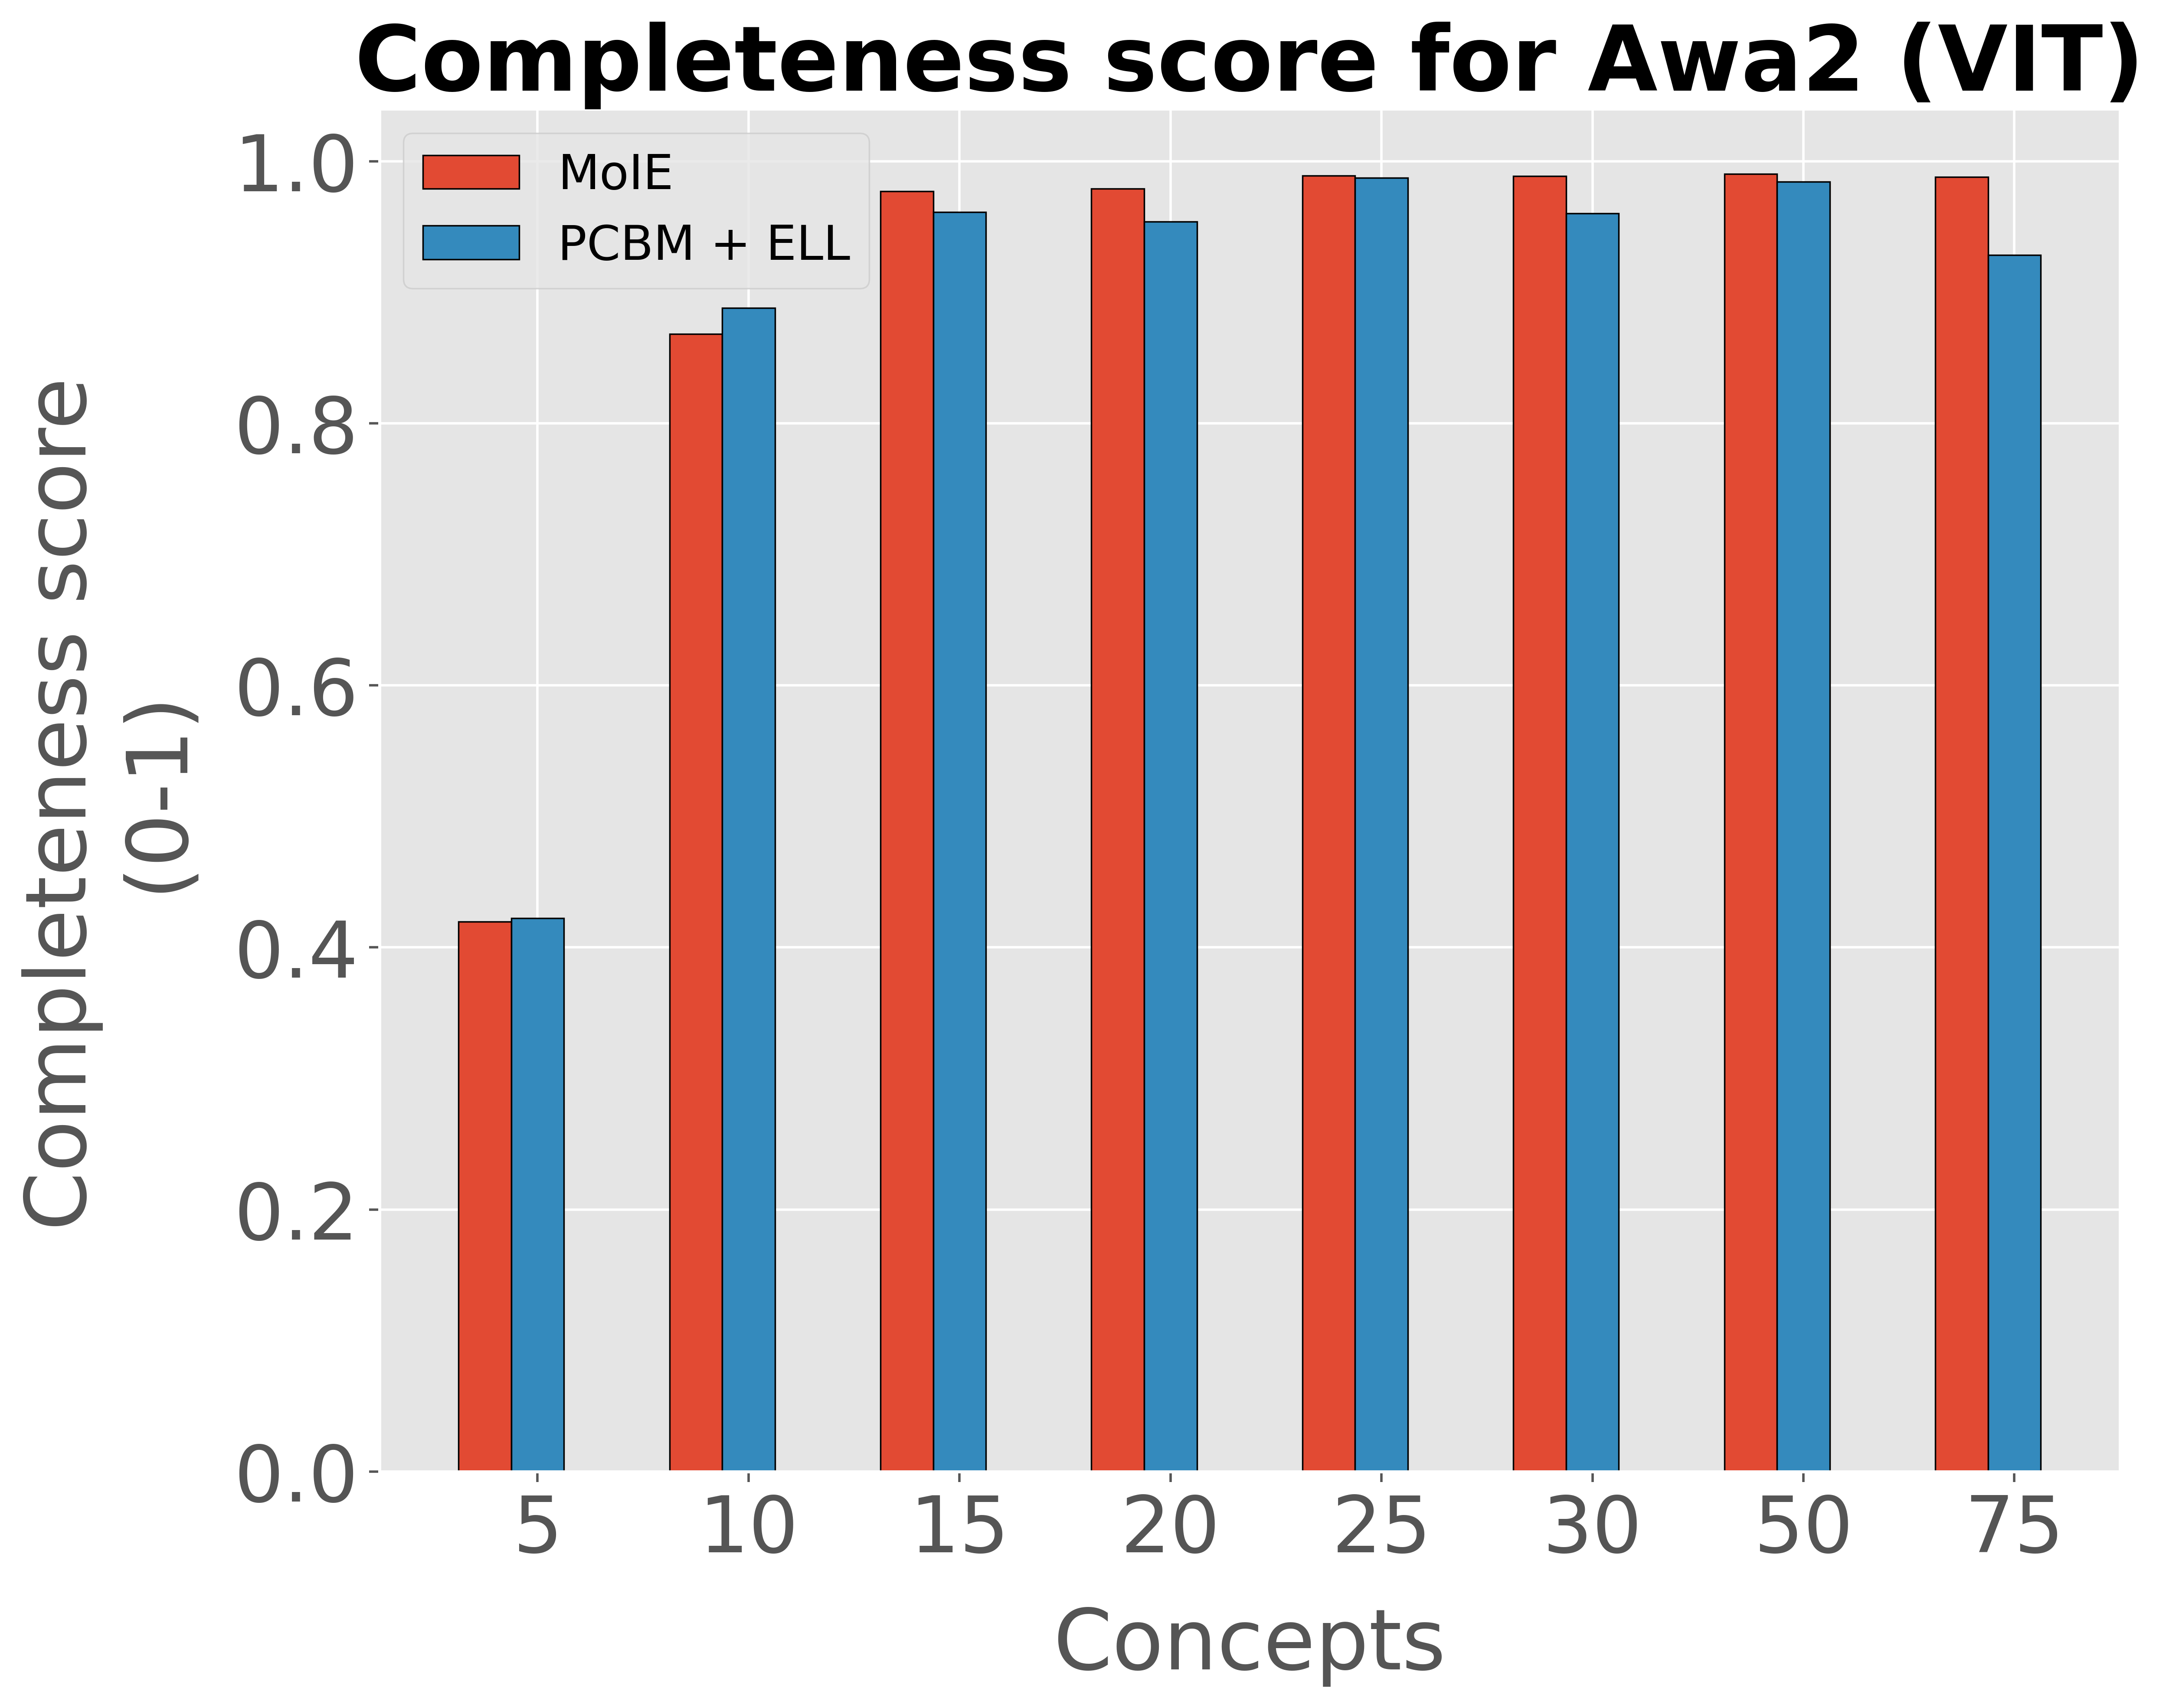 Completeness score for Awa2 (VIT)
MoIE
PCBM + ELL
Completeness score
(0-1)
1.0
0.8
0.6
0.4
0.2
0.0
5 10 15 20 25 30 50 75
Concepts